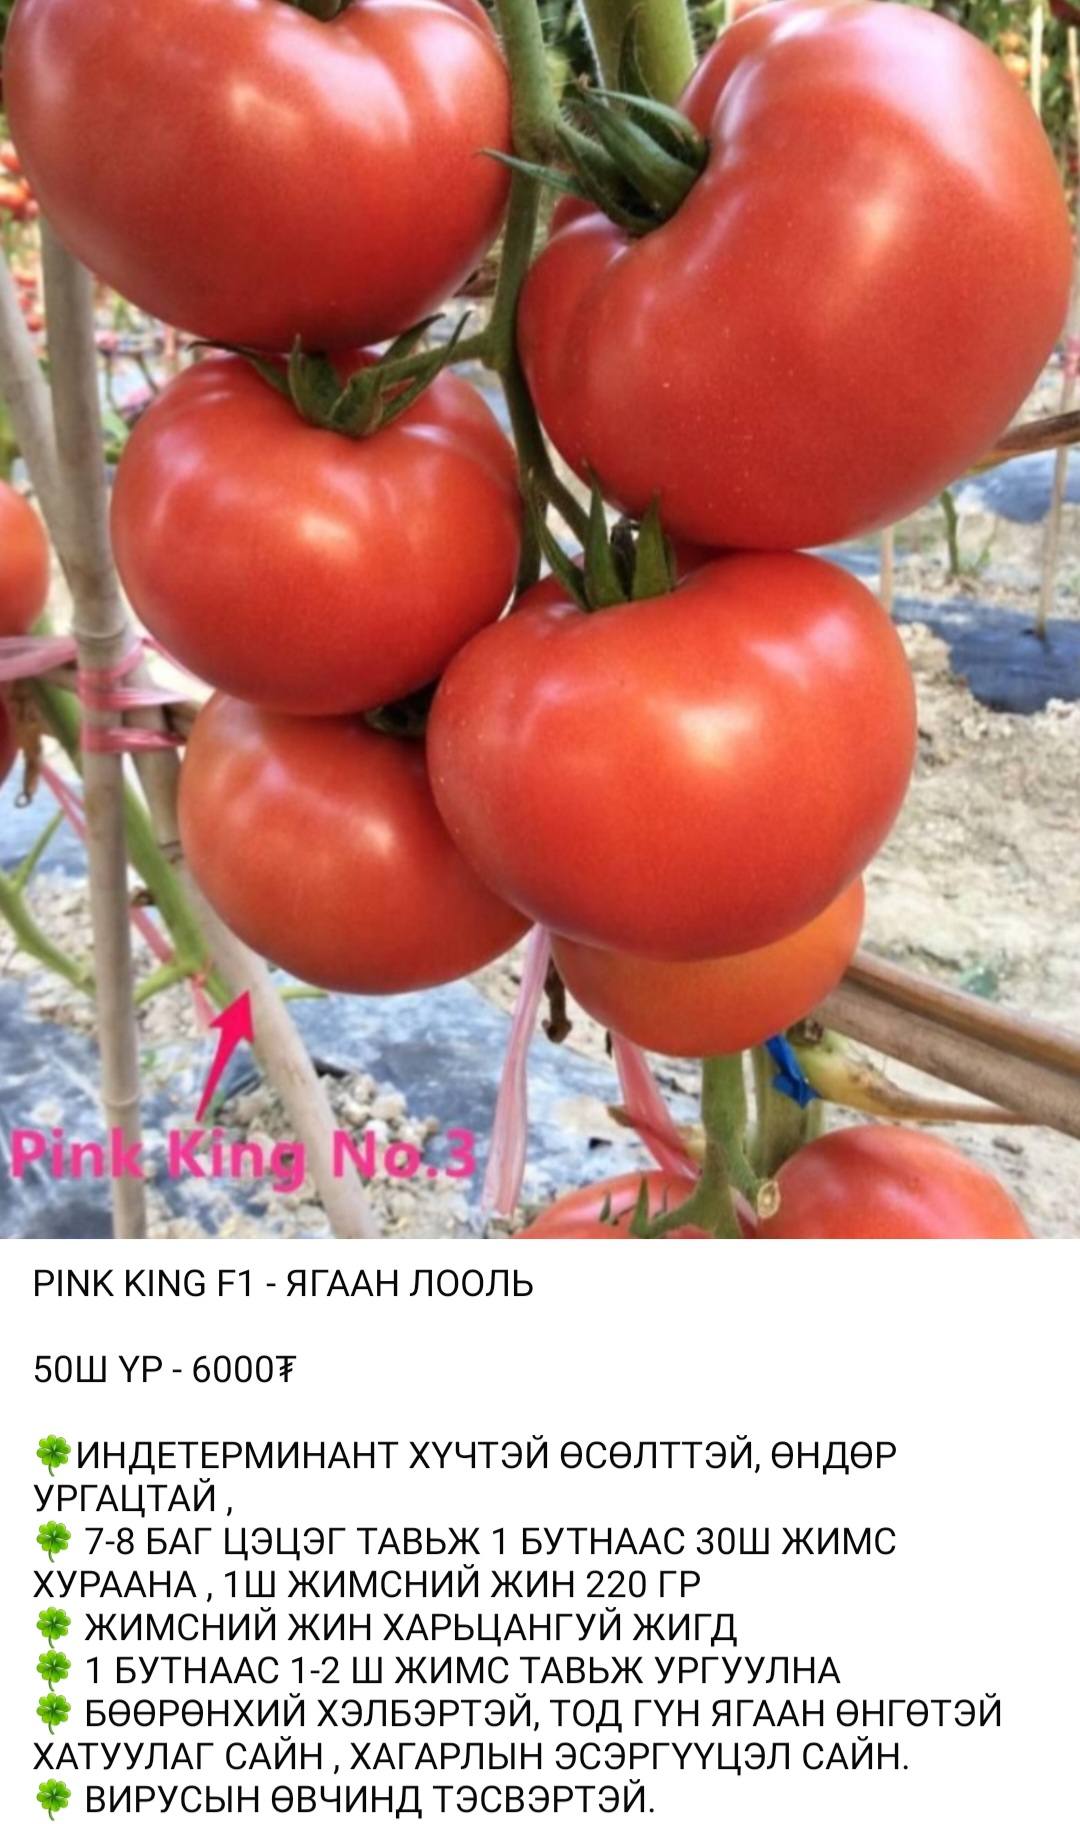 Pink King No.3
PINK KING F1 - ЯГААН ЛООЛЬ
50Ш ҮР - 6000₮
🍀ИНДЕТЕРМИНАНТ ХҮЧТЭЙ ӨСӨЛТТЭЙ, ӨНДӨР
УРГАЦТАЙ ,
🍀 7-8 БАГ ЦЭЦЭГ ТАВЬЖ 1 БУТНААС 30Ш ЖИМС
ХУРААНА , 1Ш ЖИМСНИЙ ЖИН 220 ГР
🍀 ЖИМСНИЙ ЖИН ХАРЬЦАНГУЙ ЖИГД
🍀 1 БУТНААС 1-2 Ш ЖИМС ТАВЬЖ УРГУУЛНА
🍀 БӨӨРӨНХИЙ ХЭЛБЭРТЭЙ, ТОД ГҮН ЯГААН ӨНГӨТЭЙ
ХАТУУЛАГ САЙН , ХАГАРЛЫН ЭСЭРГҮҮЦЭЛ САЙН.
🍀 ВИРУСЫН ӨВЧИНД ТЭСВЭРТЭЙ.